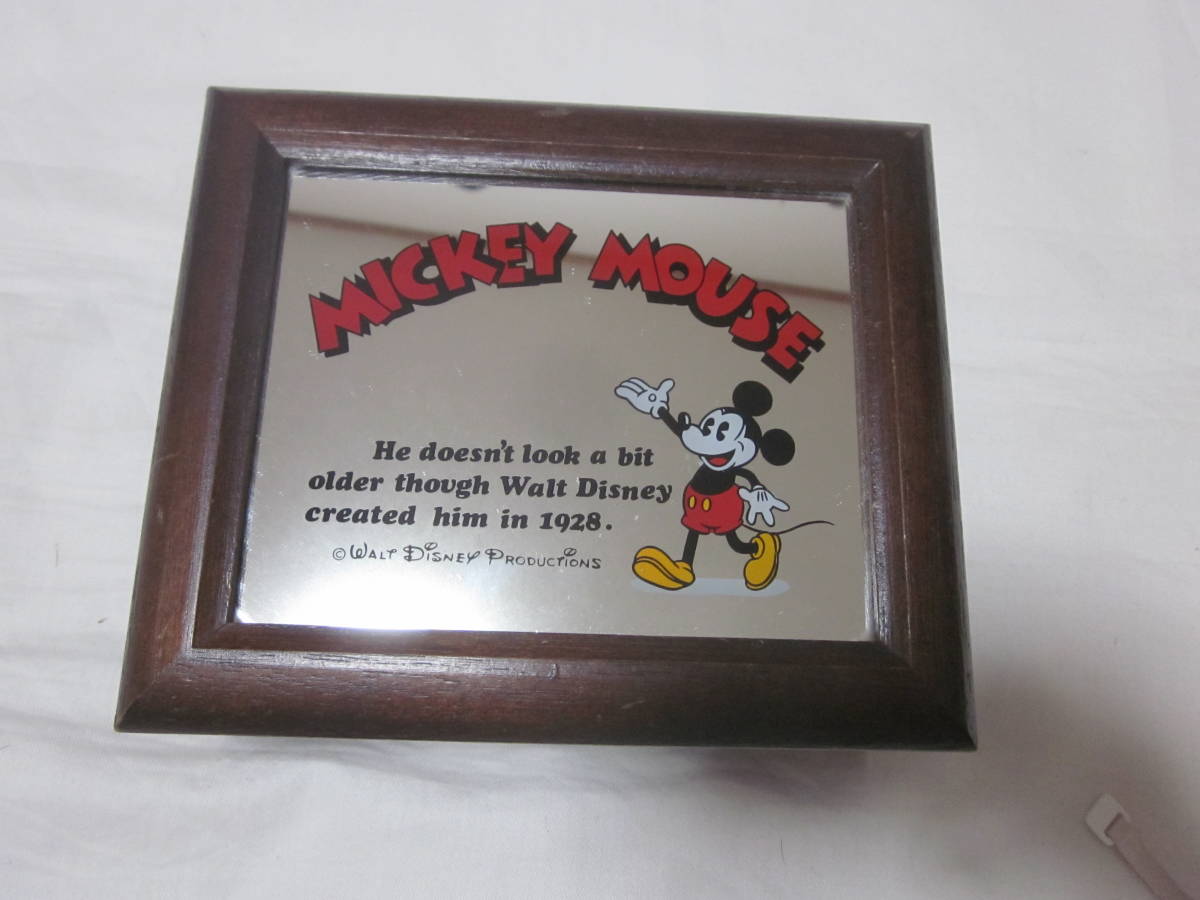 MICKEY MOUSE
He doesn't look a bit
older though Walt Disney
created him in 1928.
© WALT DISNEY PRODUCTIONS